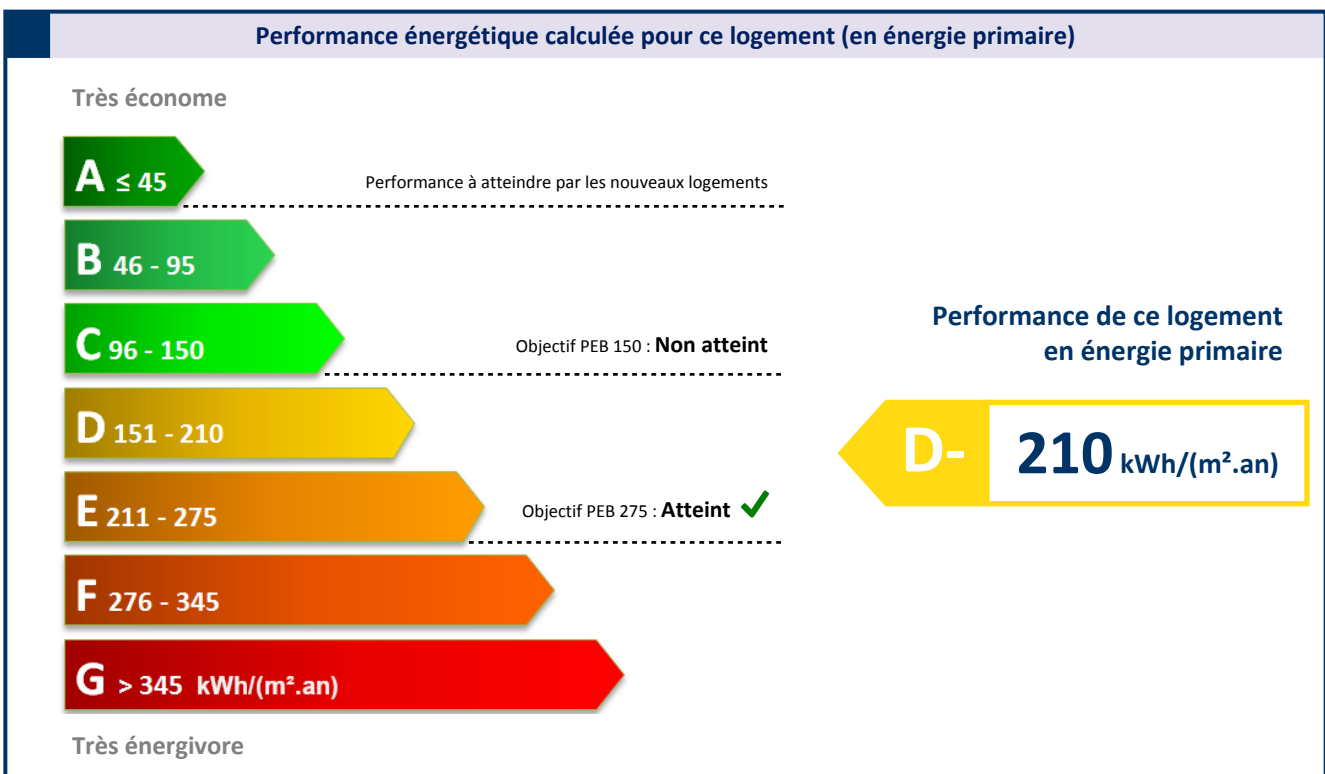 Performance énergétique calculée pour ce logement (en énergie primaire)
Très économe
A ≤ 45
Performance à atteindre par les nouveaux logements
B 46 - 95
C 96 - 150
Objectif PEB 150 : Non atteint
D 151 - 210
E 211 - 275
Objectif PEB 275 : Atteint ✓
F 276 - 345
G > 345 kWh/(m².an)
Très énergivore
Performance de ce logement
en énergie primaire
D- 210 kWh/(m².an)